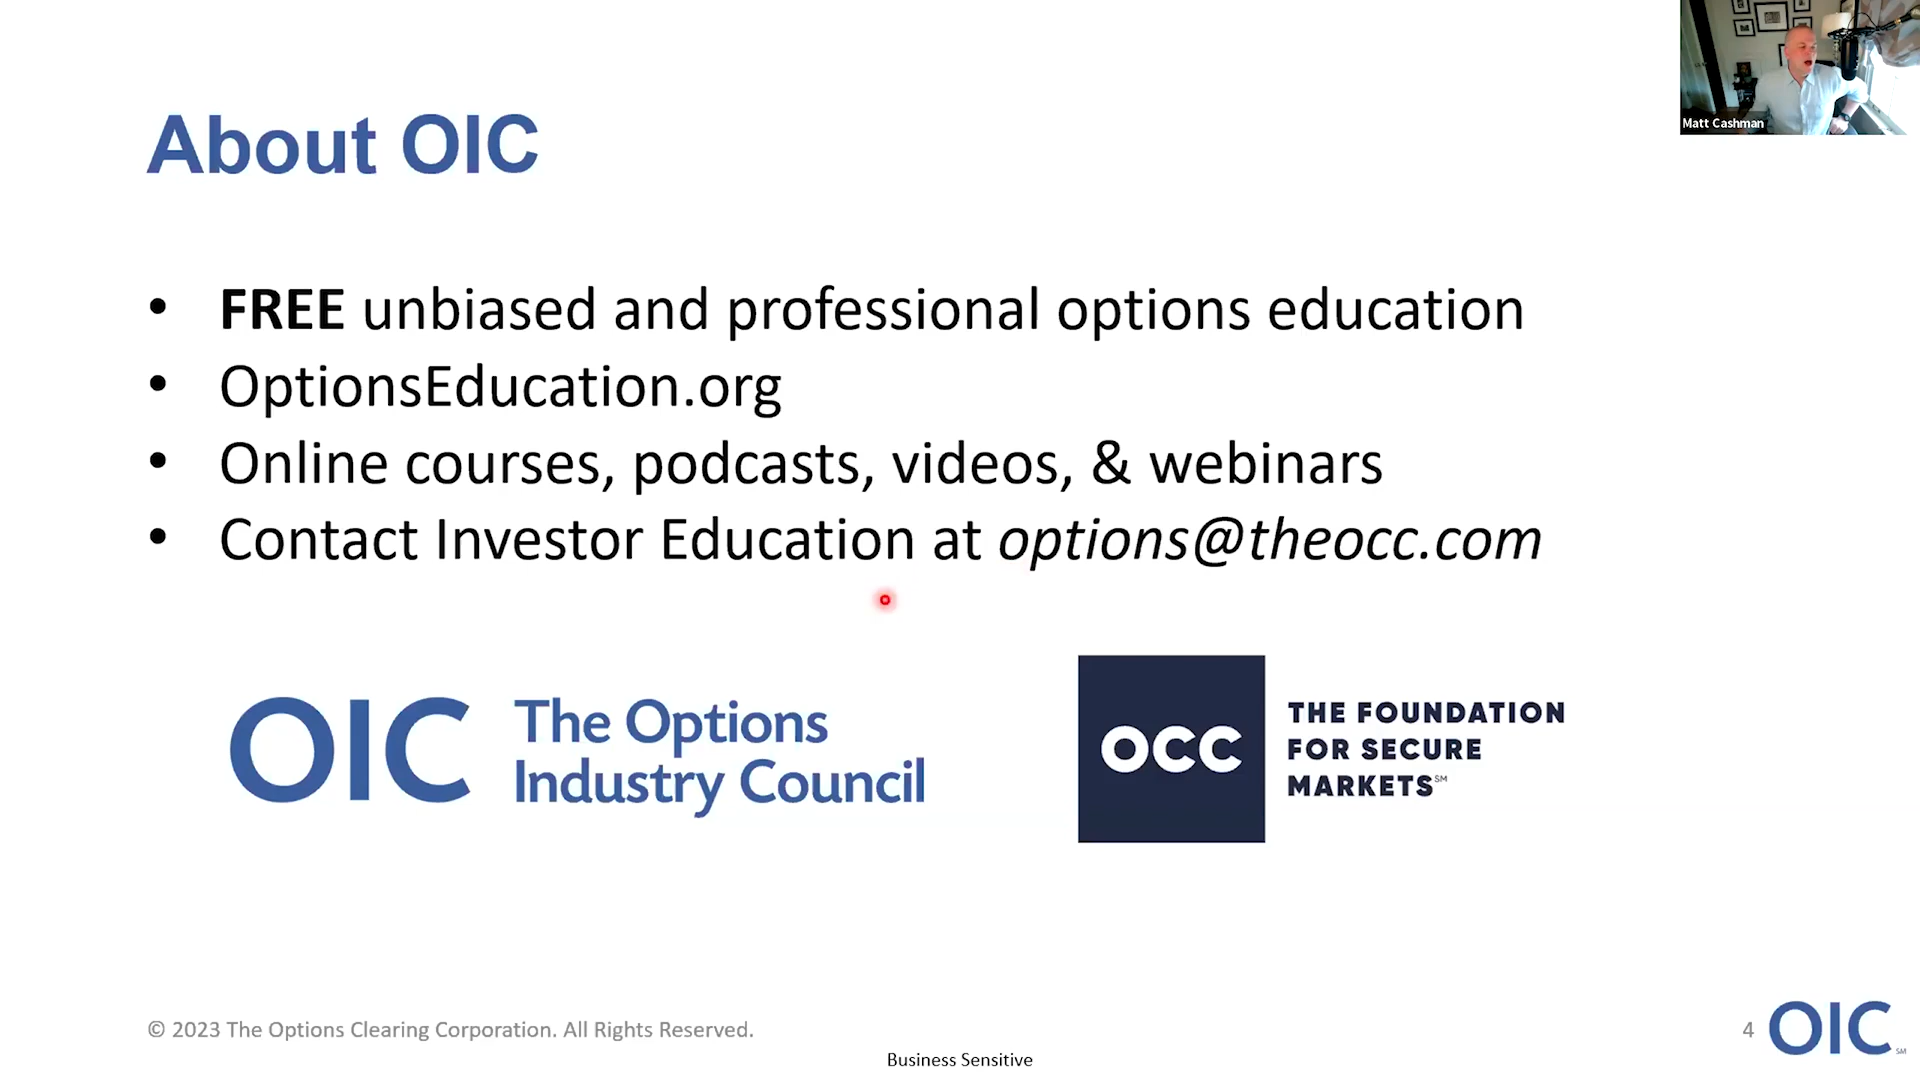 Matt Cashman
About OIC
• FREE unbiased and professional options education
• OptionsEducation.org
• Online courses, podcasts, videos, & webinars
• Contact Investor Education at options@theocc.com
OIC The Options
Industry Council
OCC THE FOUNDATION
FOR SECURE
MARKETS℠
© 2023 The Options Clearing Corporation. All Rights Reserved.
4 OIC℠
Business Sensitive